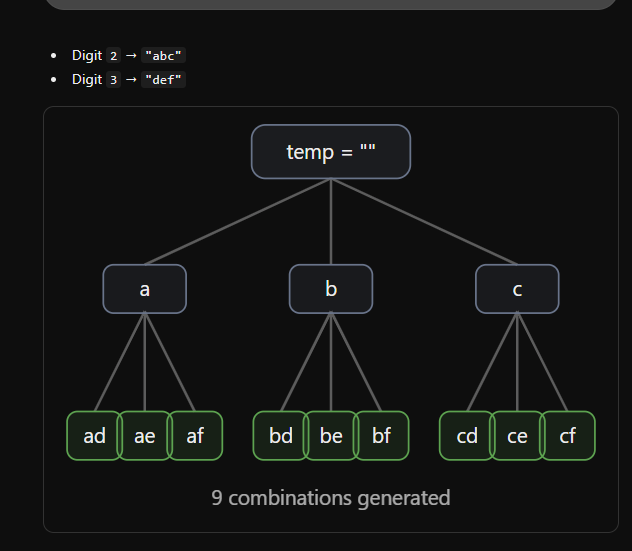 • Digit 2 → "abc"
• Digit 3 → "def"
temp = ""
a b c
ad ae af bd be bf cd ce cf
9 combinations generated